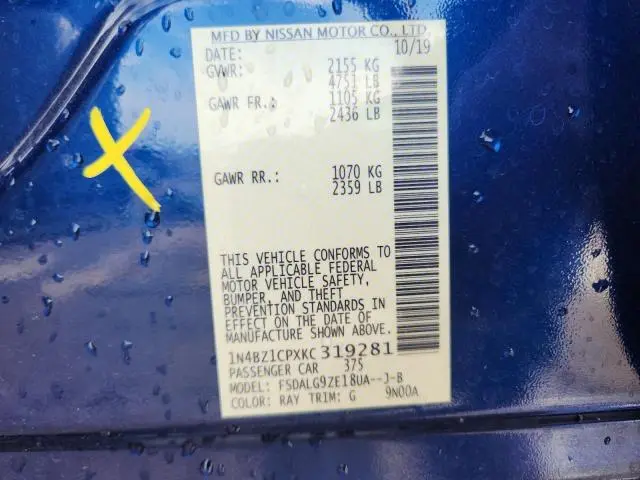 MFD BY NISSAN MOTOR CO., LTD.
DATE: 10/19
GVWR: 2155 KG
4751 LB
GAWR FR.: 1105 KG
2436 LB
GAWR RR.: 1070 KG
2359 LB
THIS VEHICLE CONFORMS TO
ALL APPLICABLE FEDERAL
MOTOR VEHICLE SAFETY,
BUMPER, AND THEFT
PREVENTION STANDARDS IN
EFFECT ON THE DATE OF
MANUFACTURE SHOWN ABOVE.
1N4BZ1CPXKC319281
PASSENGER CAR 375
MODEL: FSDALG9ZE18UA--J-B
COLOR: RAY TRIM: G 9N00A